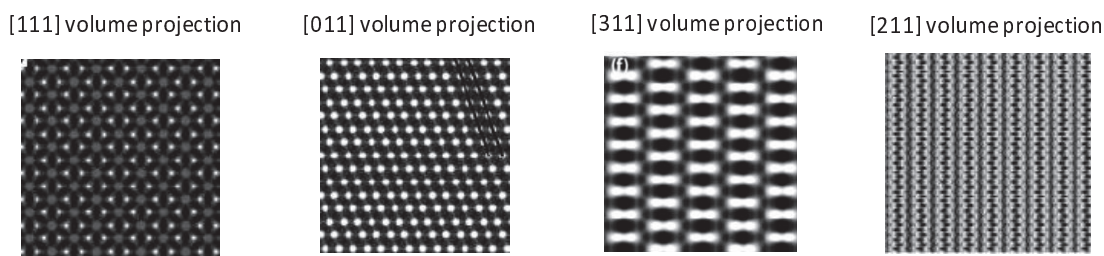 [111] volume projection
[011] volume projection
[311] volume projection
[211] volume projection
(f)